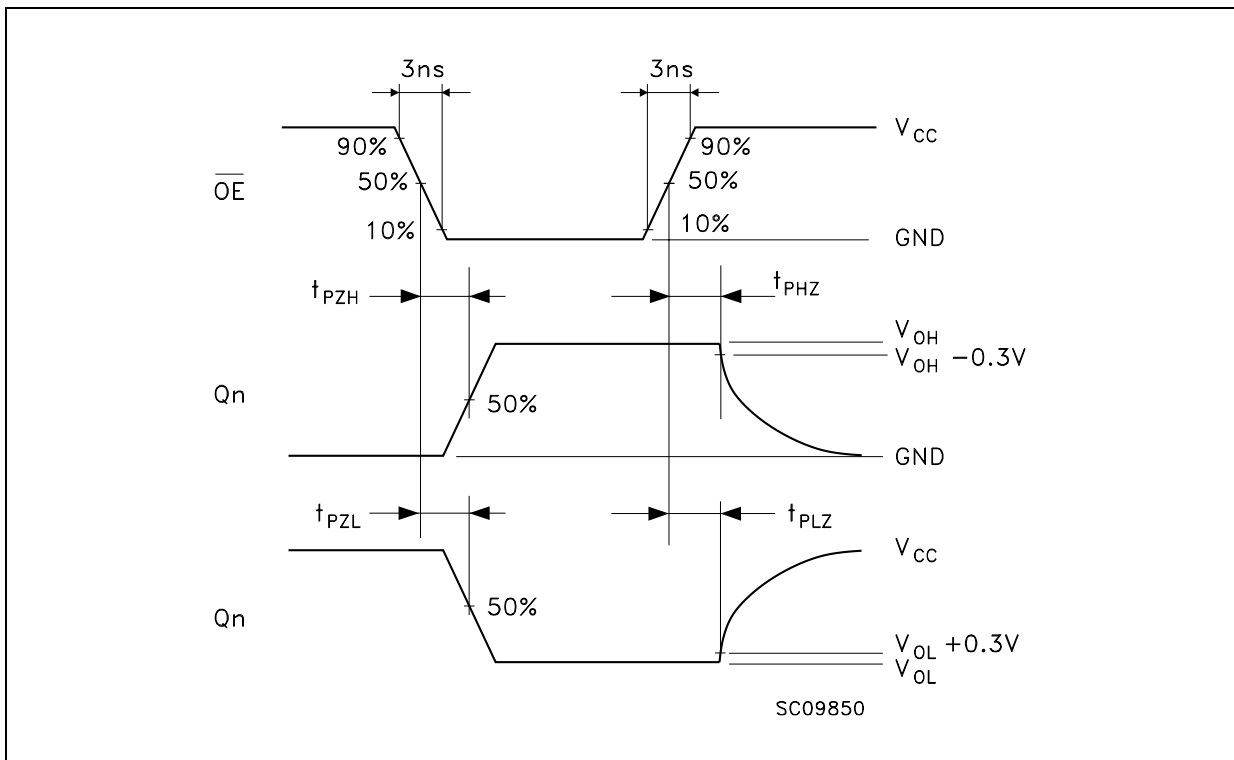 3ns 3ns
V_CC
90% 90%
O̅E̅ 50% 50%
10% 10%
GND
t_PZH t_PHZ
V_OH
V_OH −0.3V
Qn 50%
GND
t_PZL t_PLZ
V_CC
50%
Qn
V_OL +0.3V
V_OL
SC09850